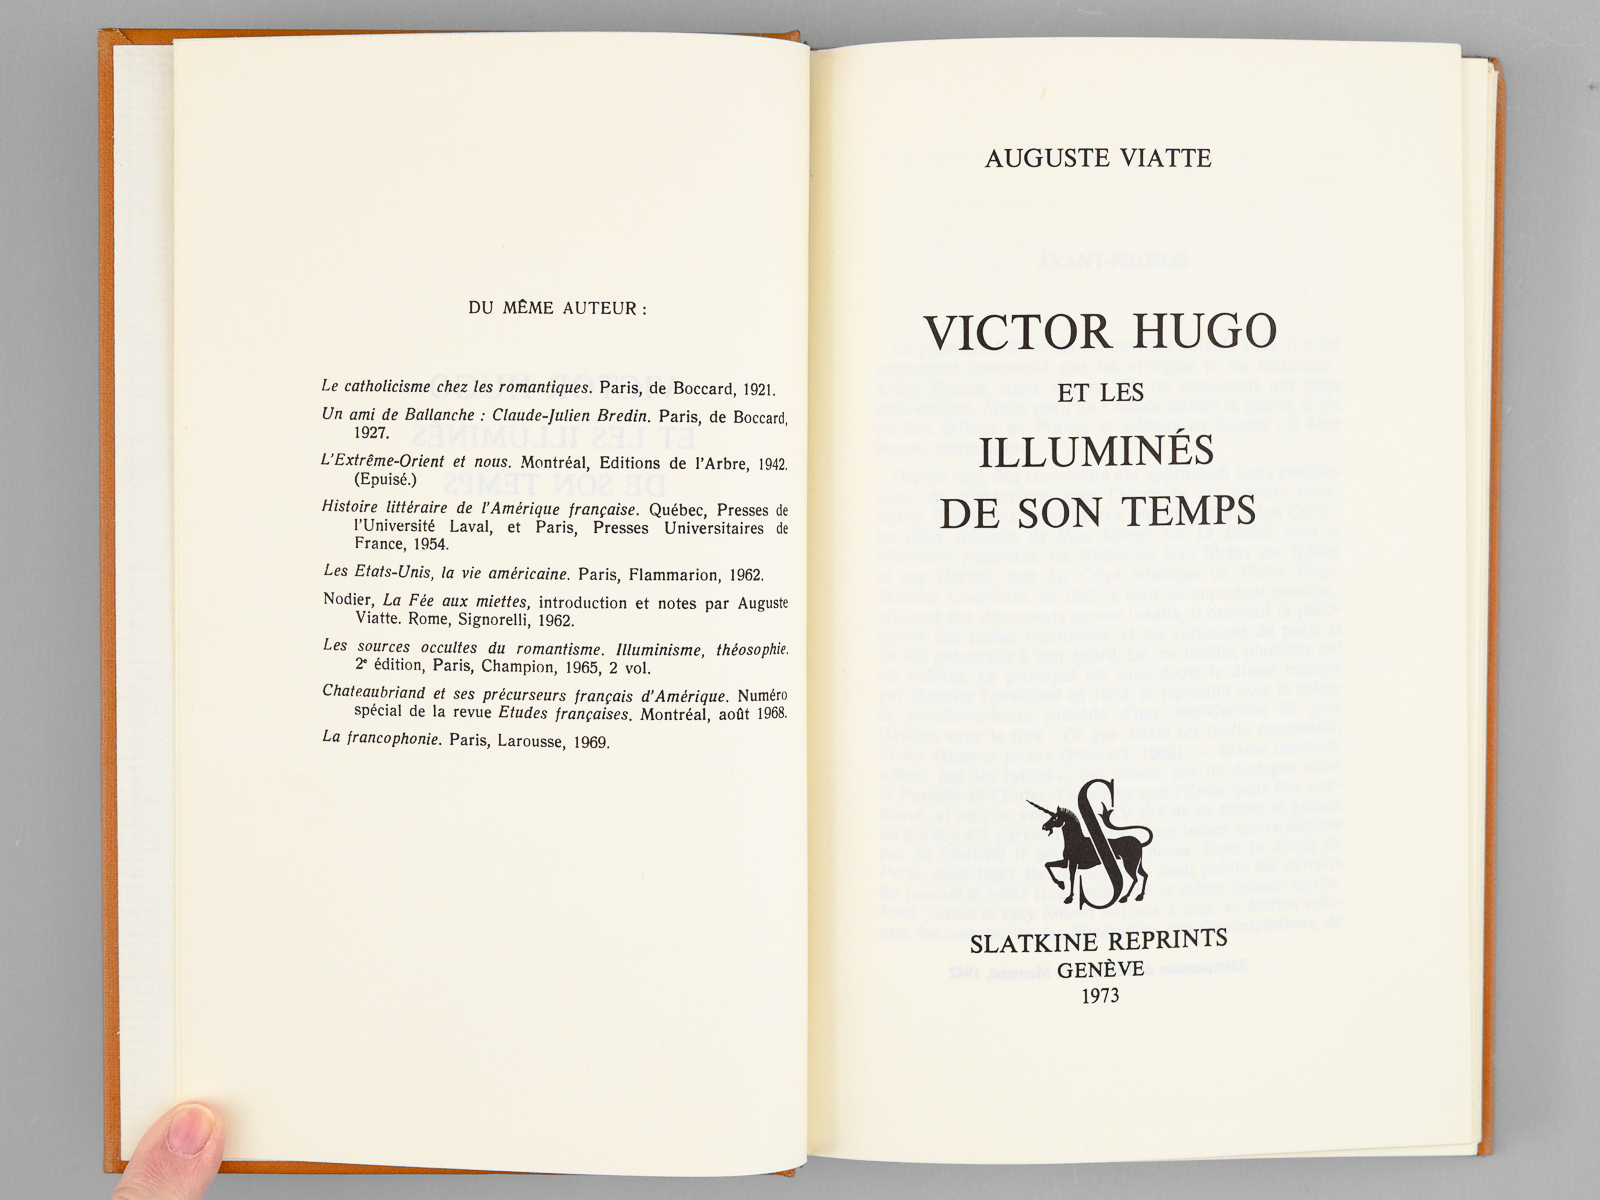 DU MÊME AUTEUR :
Le catholicisme chez les romantiques. Paris, de Boccard, 1921.
Un ami de Ballanche : Claude-Julien Bredin. Paris, de Boccard,
1927.
L'Extrême-Orient et nous. Montréal, Editions de l'Arbre, 1942.
(Epuisé.)
Histoire littéraire de l'Amérique française. Québec, Presses de
l'Université Laval, et Paris, Presses Universitaires de
France, 1954.
Les Etats-Unis, la vie américaine. Paris, Flammarion, 1962.
Nodier, La Fée aux miettes, introduction et notes par Auguste
Viatte. Rome, Signorelli, 1962.
Les sources occultes du romantisme. Illuminisme, théosophie.
2e édition, Paris, Champion, 1965, 2 vol.
Chateaubriand et ses précurseurs français d'Amérique. Numéro
spécial de la revue Etudes françaises. Montréal, août 1968.
La francophonie. Paris, Larousse, 1969.
AUGUSTE VIATTE
VICTOR HUGO
ET LES
ILLUMINÉS
DE SON TEMPS
S
SLATKINE REPRINTS
GENÈVE
1973